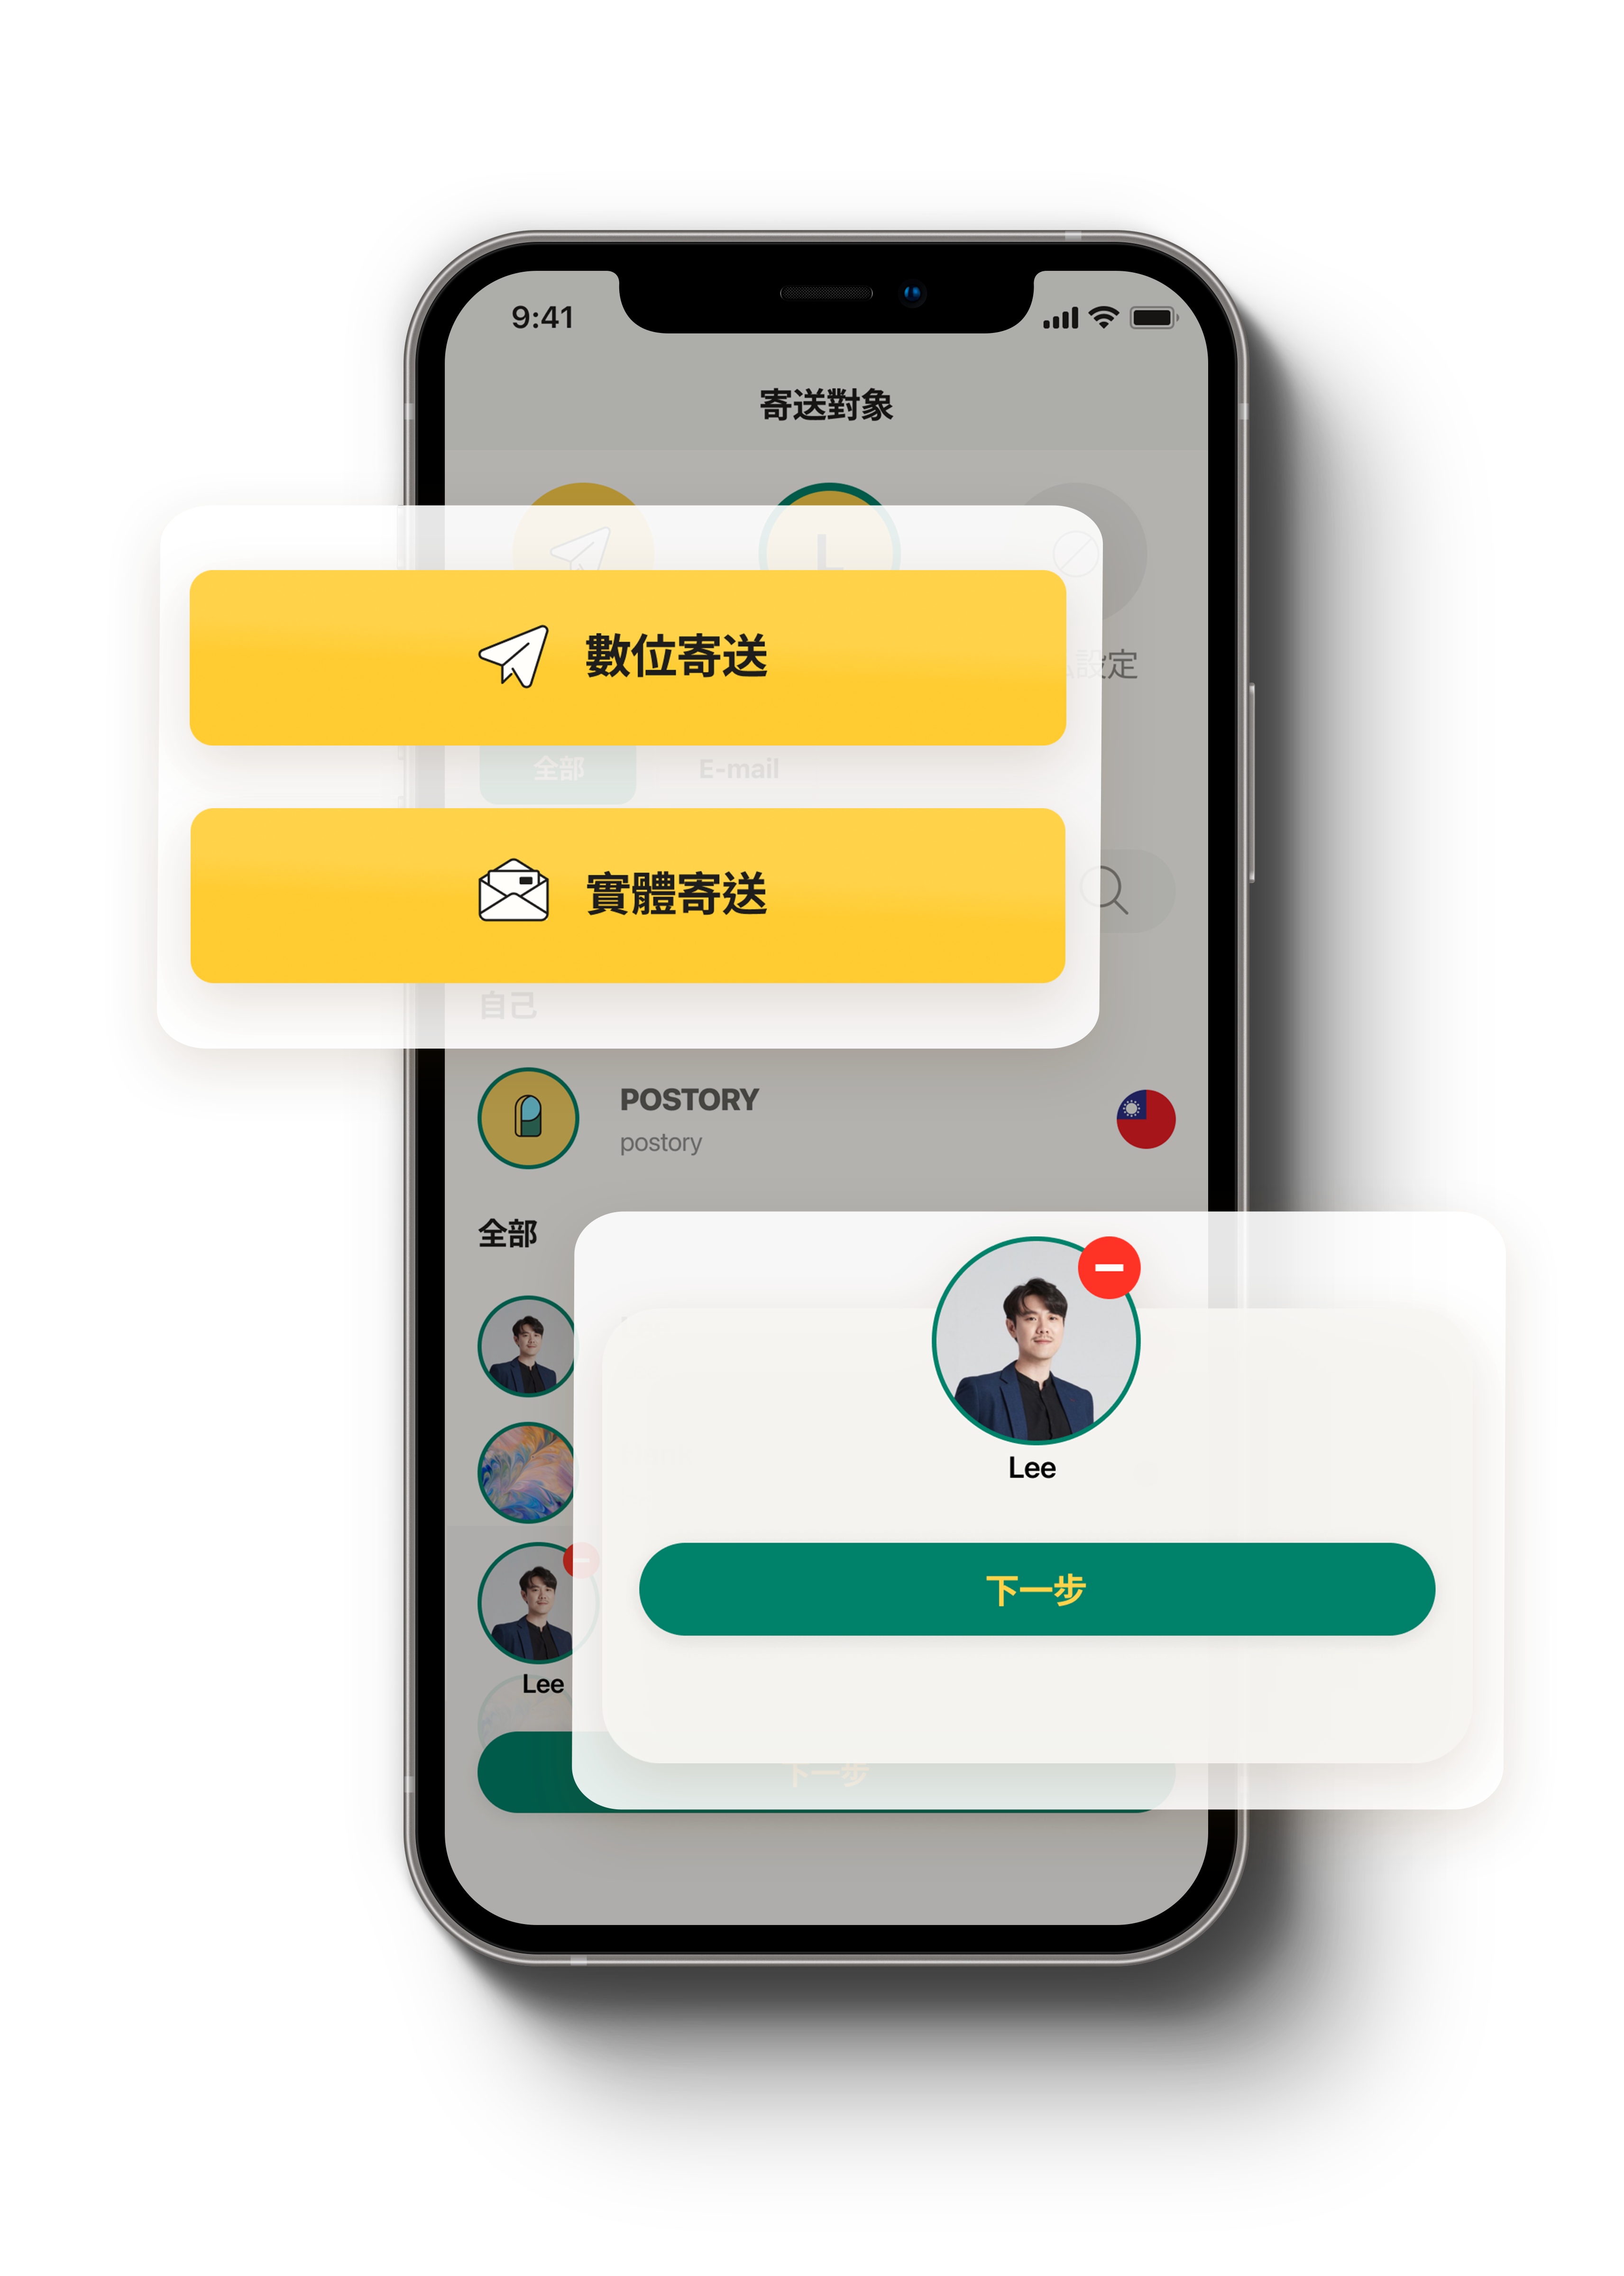 9:41
寄送對象
L
設定
數位寄送
全部
E-mail
實體寄送
自己
POSTORY
postory
全部
Lee
下一步
Lee
下一步